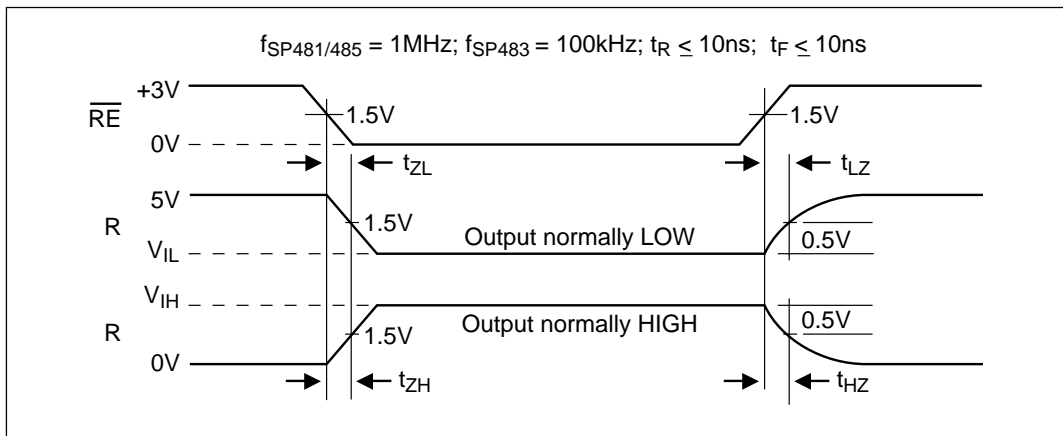 fSP481/485 = 1MHz; fSP483 = 100kHz; tR ≤ 10ns; tF ≤ 10ns
+3V
RE
1.5V
1.5V
0V
tZL
tLZ
5V
R
1.5V
Output normally LOW
0.5V
VIL
VIH
R
1.5V
Output normally HIGH
0.5V
0V
tZH
tHZ